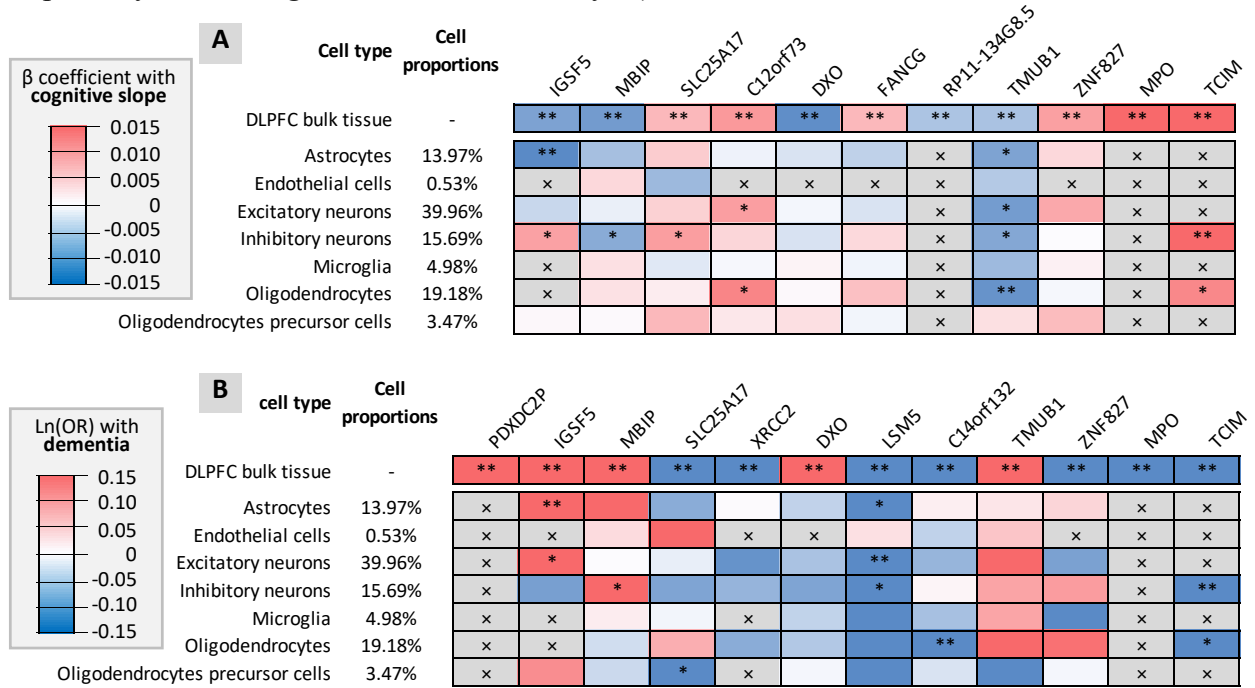 A
Cell type
Cell proportions
IGSF5
MBIP
SLC25A17
C12orf73
DXO
FANCG
RP11-134G8.5
TMUB1
ZNF827
MPO
TCIM
β coefficient with
cognitive slope
0.015
0.010
0.005
0
-0.005
-0.010
-0.015
DLPFC bulk tissue - ** ** ** ** ** ** ** ** ** ** **
Astrocytes 13.97% ** × * × ×
Endothelial cells 0.53% × × × × × × × ×
Excitatory neurons 39.96% * × * × ×
Inhibitory neurons 15.69% * * * × * × **
Microglia 4.98% × × × ×
Oligodendrocytes 19.18% × * × ** × *
Oligodendrocytes precursor cells 3.47% × × ×
B
cell type
Cell proportions
PDXDC2P
IGSF5
MBIP
SLC25A17
XRCC2
DXO
LSM5
C14orf132
TMUB1
ZNF827
MPO
TCIM
Ln(OR) with
dementia
0.15
0.10
0.05
0
-0.05
-0.10
-0.15
DLPFC bulk tissue - ** ** ** ** ** ** ** ** ** ** ** **
Astrocytes 13.97% × ** * × ×
Endothelial cells 0.53% × × × × × × ×
Excitatory neurons 39.96% × * ** × ×
Inhibitory neurons 15.69% × * * × **
Microglia 4.98% × × × × ×
Oligodendrocytes 19.18% × × ** × *
Oligodendrocytes precursor cells 3.47% × * × × ×